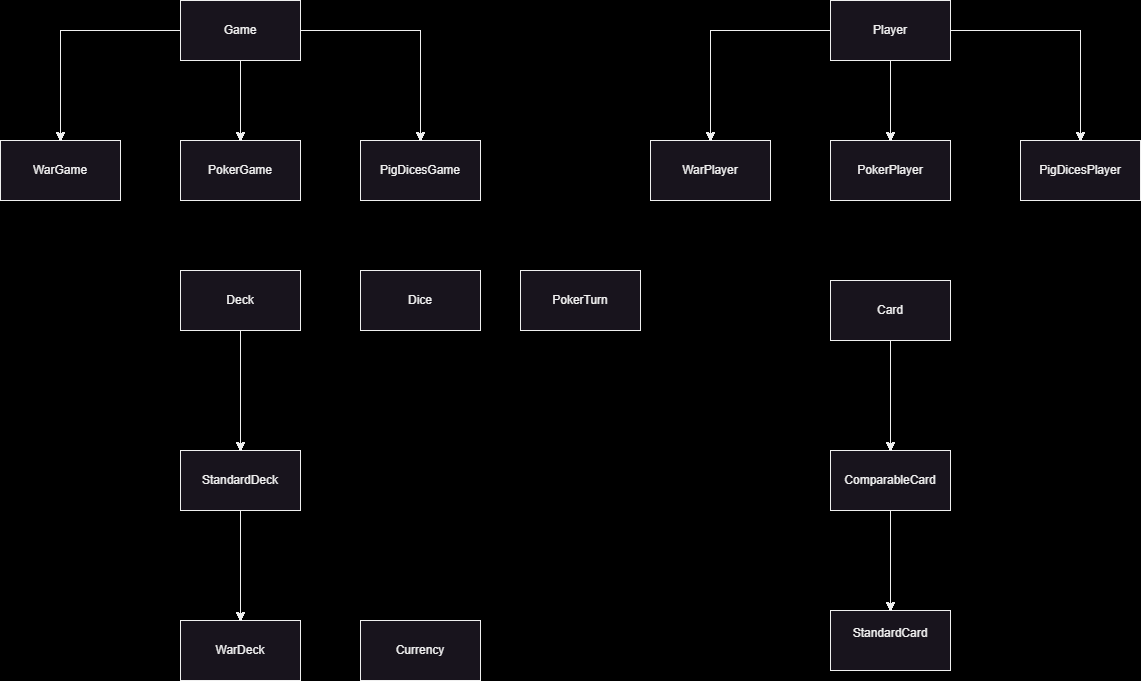 Game
Player
WarGame
PokerGame
PigDicesGame
WarPlayer
PokerPlayer
PigDicesPlayer
Deck
Dice
PokerTurn
Card
StandardDeck
ComparableCard
WarDeck
Currency
StandardCard